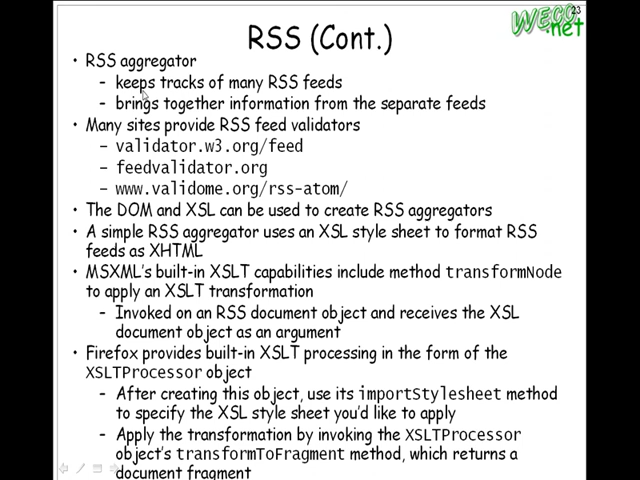 23
WECO
.net
RSS (Cont.)
• RSS aggregator
– keeps tracks of many RSS feeds
– brings together information from the separate feeds
• Many sites provide RSS feed validators
– validator.w3.org/feed
– feedvalidator.org
– www.validome.org/rss-atom/
• The DOM and XSL can be used to create RSS aggregators
• A simple RSS aggregator uses an XSL style sheet to format RSS
feeds as XHTML
• MSXML's built-in XSLT capabilities include method transformNode
to apply an XSLT transformation
– Invoked on an RSS document object and receives the XSL
document object as an argument
• Firefox provides built-in XSLT processing in the form of the
XSLTProcessor object
– After creating this object, use its importStylesheet method
to specify the XSL style sheet you'd like to apply
– Apply the transformation by invoking the XSLTProcessor
object's transformToFragment method, which returns a
document fragment